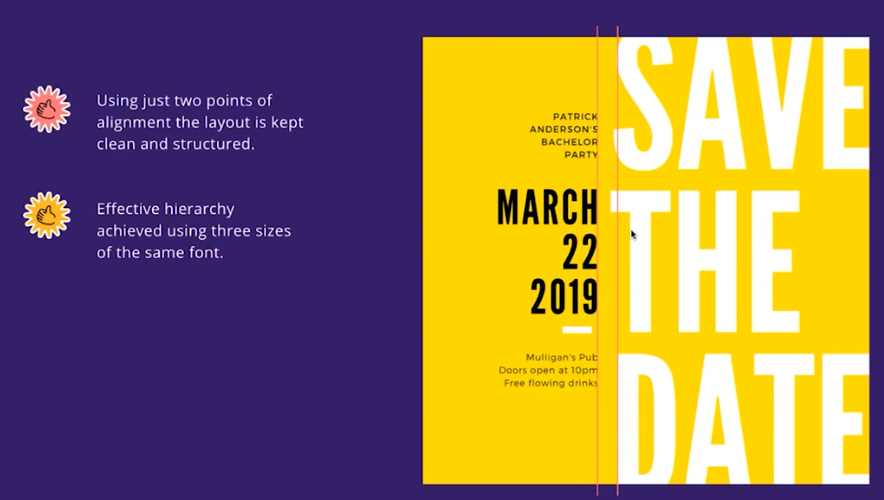 Using just two points of
alignment the layout is kept
clean and structured.
Effective hierarchy
achieved using three sizes
of the same font.
PATRICK
ANDERSON'S
BACHELOR
PARTY
MARCH
22
2019
Mulligan's Pub
Doors open at 10pm
Free flowing drinks
SAVE
THE
DATE